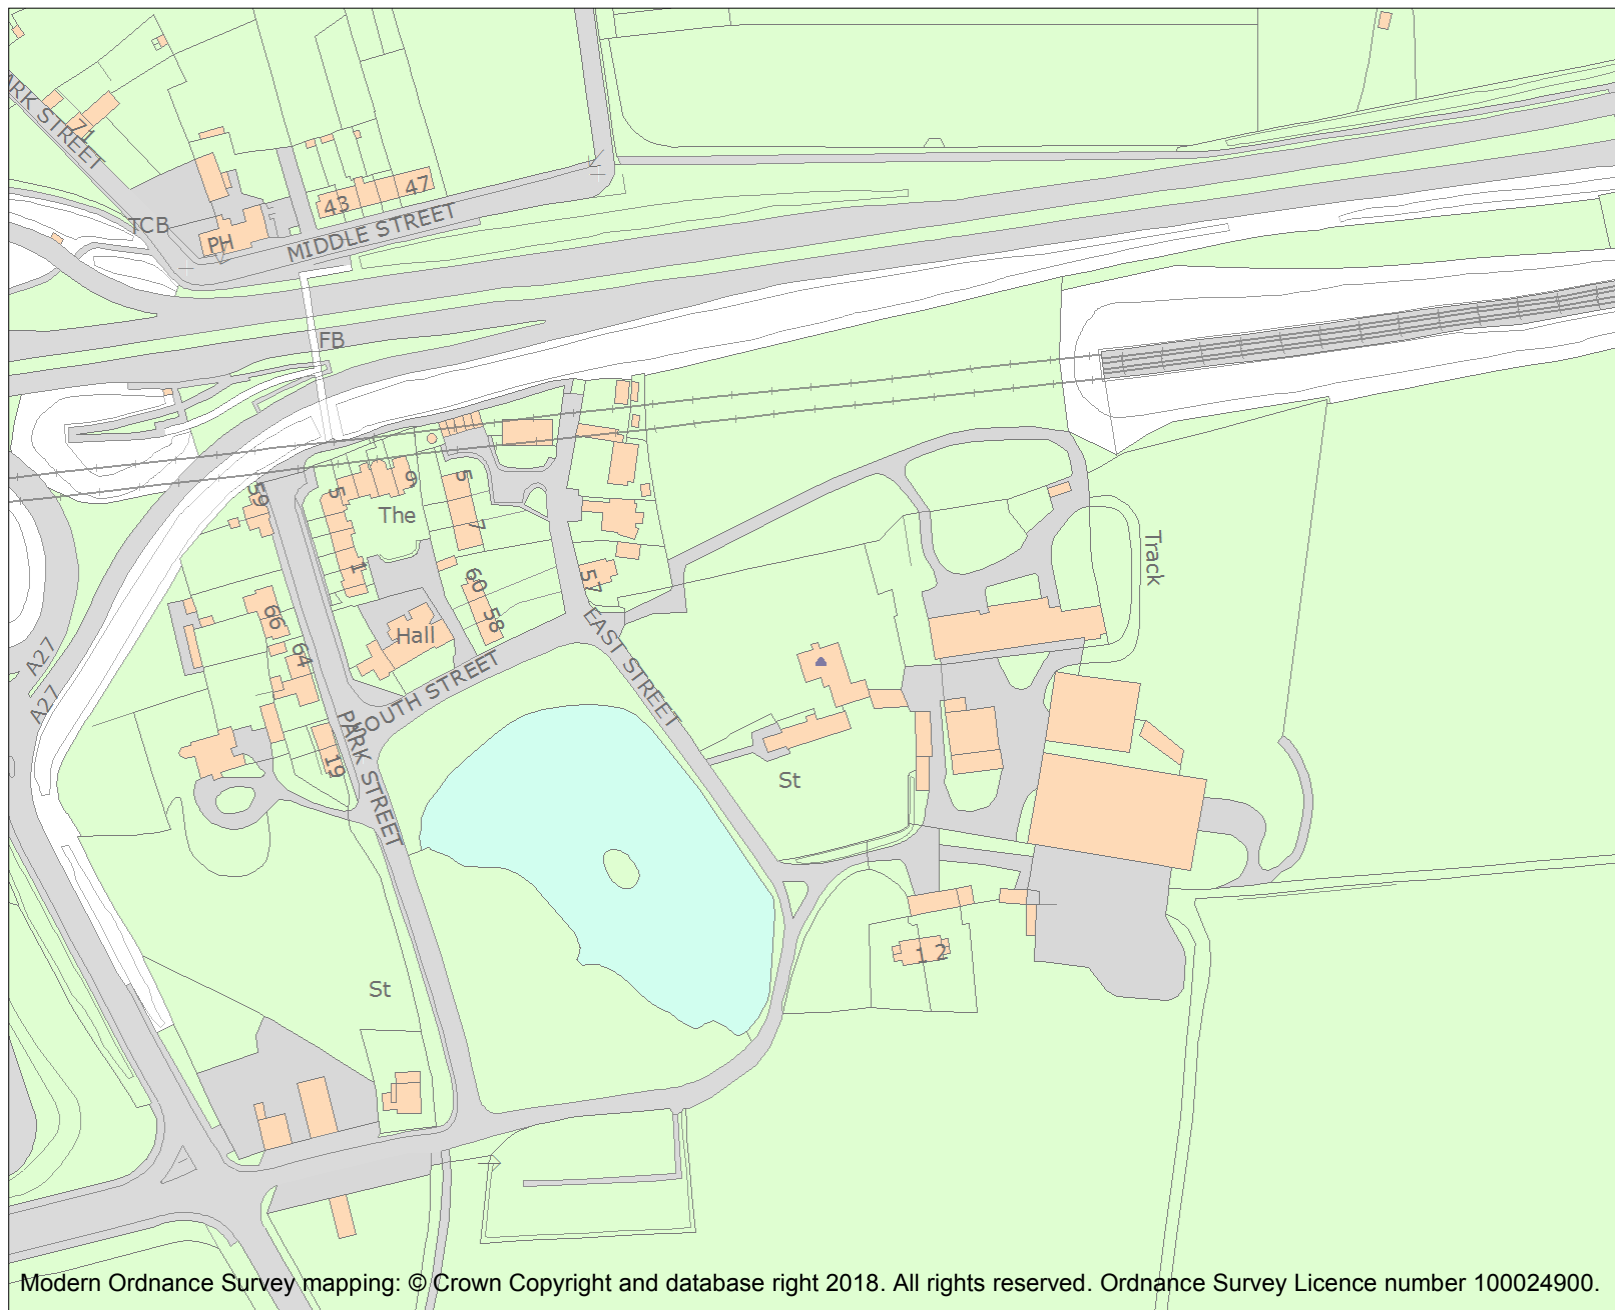 ARK STREET
71
TCB
PH
43
47
MIDDLE STREET
FB
59
5
9
5
The
7
1
60
58
57
Track
66
Hall
64
EAST STREET
A27
A27
SOUTH STREET
PARK STREET
19
St
1 2
St
Modern Ordnance Survey mapping: © Crown Copyright and database right 2018. All rights reserved. Ordnance Survey Licence number 100024900.